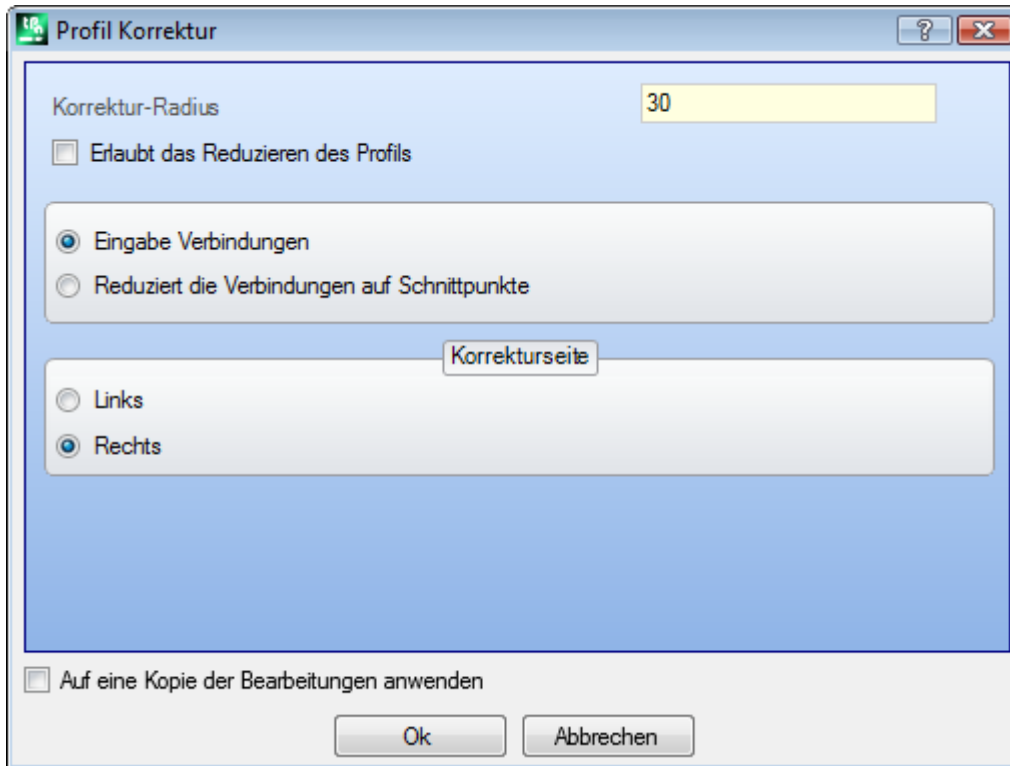 Profil Korrektur
Korrektur-Radius 30
Erlaubt das Reduzieren des Profils
Eingabe Verbindungen
Reduziert die Verbindungen auf Schnittpunkte
Korrekturseite
Links
Rechts
Auf eine Kopie der Bearbeitungen anwenden
Ok Abbrechen